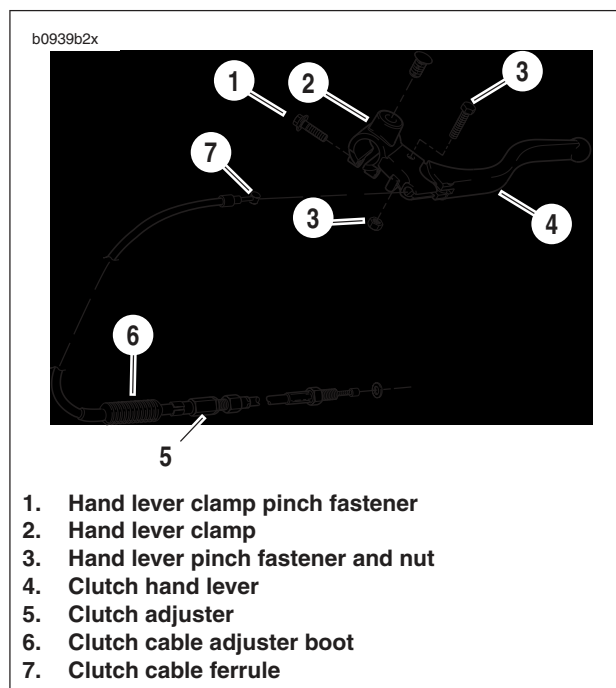 b0939b2x
1
2
3
7
3
4
6
5
1. Hand lever clamp pinch fastener
2. Hand lever clamp
3. Hand lever pinch fastener and nut
4. Clutch hand lever
5. Clutch adjuster
6. Clutch cable adjuster boot
7. Clutch cable ferrule